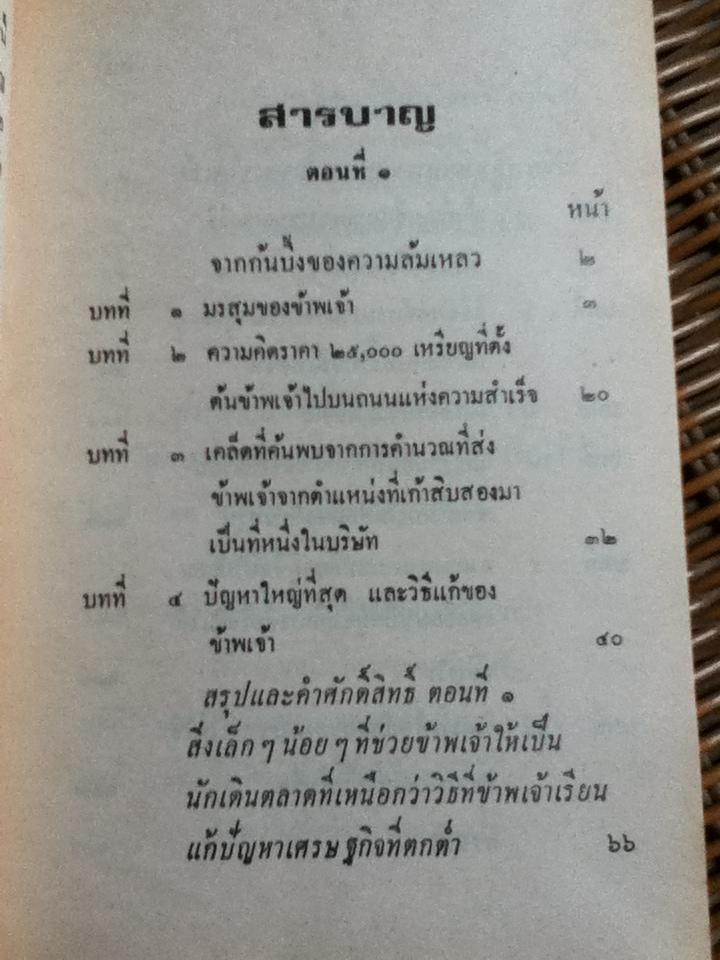 สารบาญ
ตอนที่ ๑
หน้า
จากก้นบึ้งของความล้มเหลว ๒
บทที่ ๑ มรสุมของข้าพเจ้า ๓
บทที่ ๒ ความคิดราคา ๒๕,๐๐๐ เหรียญที่ตั้ง
ต้นข้าพเจ้าไปบนถนนแห่งความสำเร็จ ๒๐
บทที่ ๓ เคล็ดที่ค้นพบจากการคำนวณที่ส่ง
ข้าพเจ้าจากตำแหน่งที่เก้าสิบสองมา
เป็นที่หนึ่งในบริษัท ๓๒
บทที่ ๔ ปัญหาใหญ่ที่สุด และวิธีแก้ของ
ข้าพเจ้า ๔๐
สรุปและคำศักดิ์สิทธิ์ ตอนที่ ๑
สิ่งเล็ก ๆ น้อย ๆ ที่ช่วยข้าพเจ้าให้เป็น
นักเดินตลาดที่เหนือกว่าวิธีที่ข้าพเจ้าเรียน
แก้ปัญหาเศรษฐกิจที่ตกต่ำ ๖๖